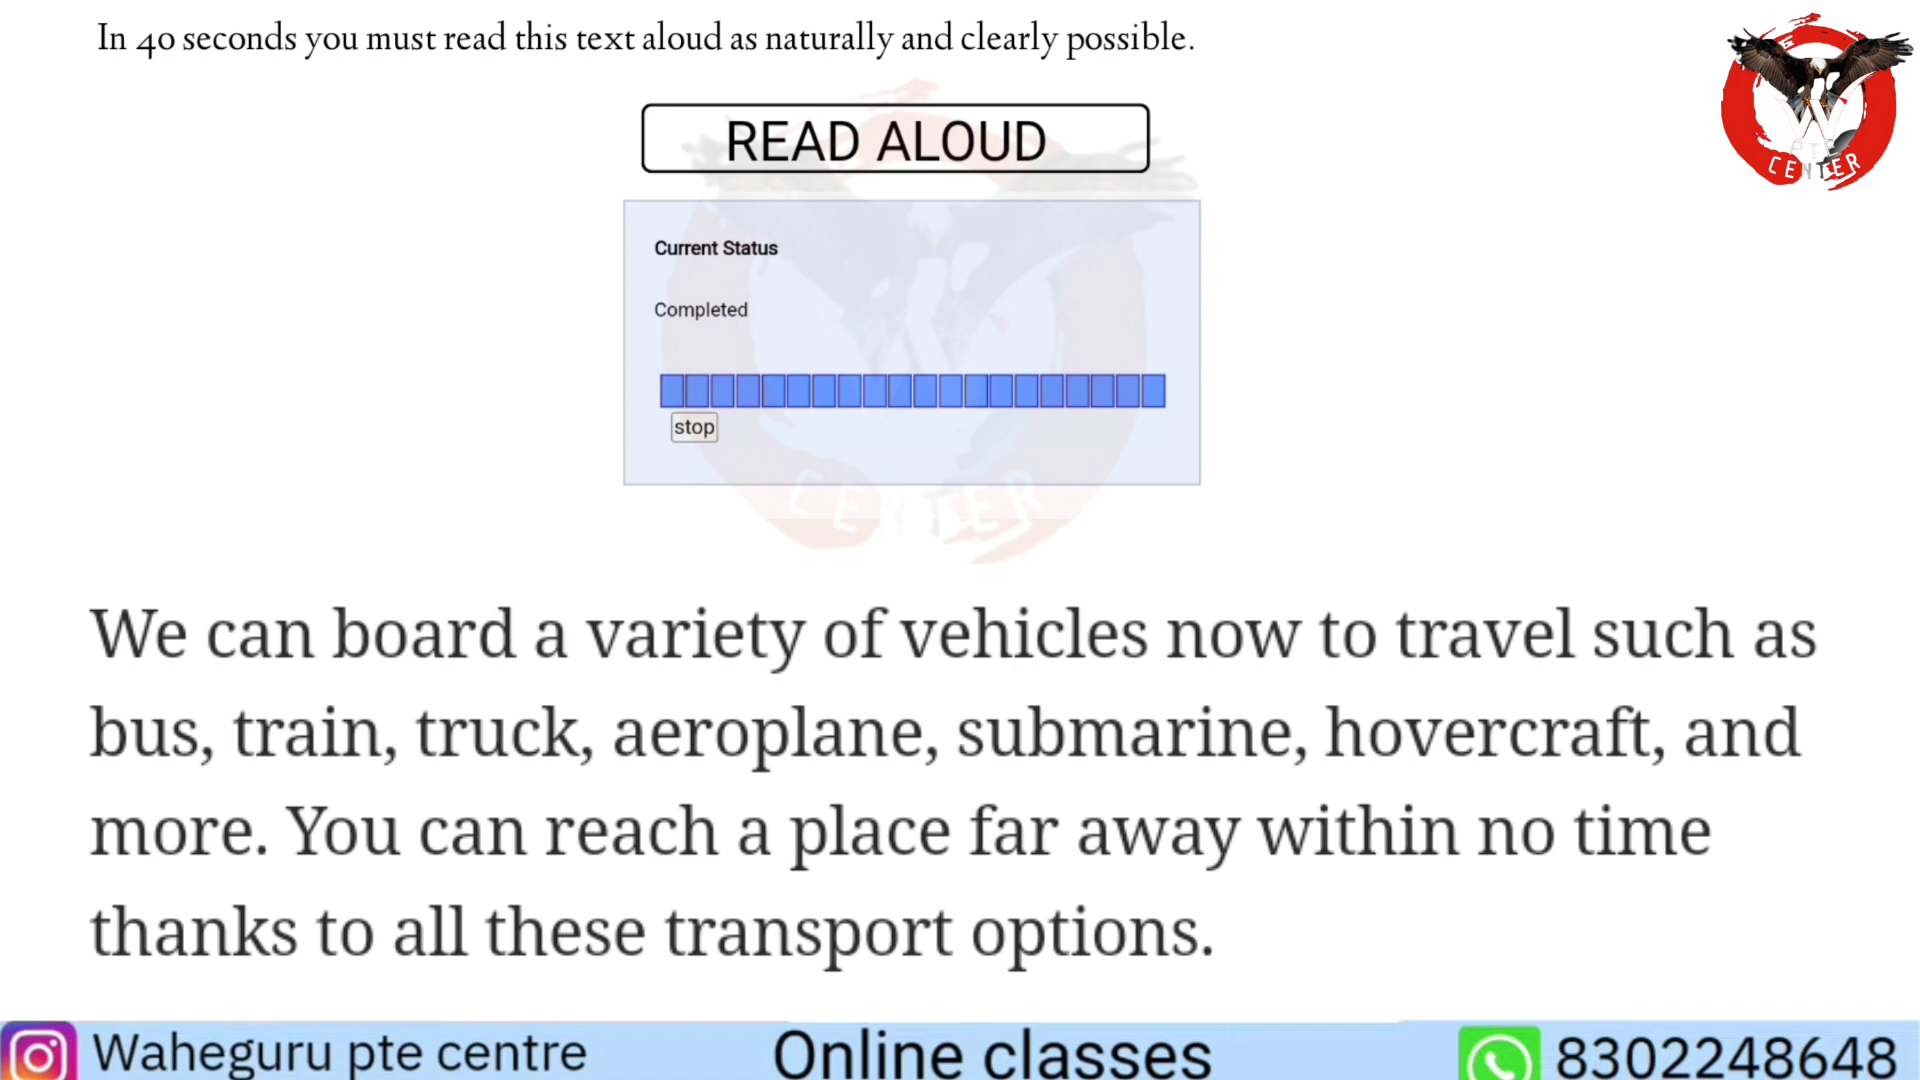 In 40 seconds you must read this text aloud as naturally and clearly possible.
READ ALOUD
Current Status
Completed
stop
We can board a variety of vehicles now to travel such as
bus, train, truck, aeroplane, submarine, hovercraft, and
more. You can reach a place far away within no time
thanks to all these transport options.
W
PTE
CENTER
CENTER
Waheguru pte centre
Online classes
8302248648